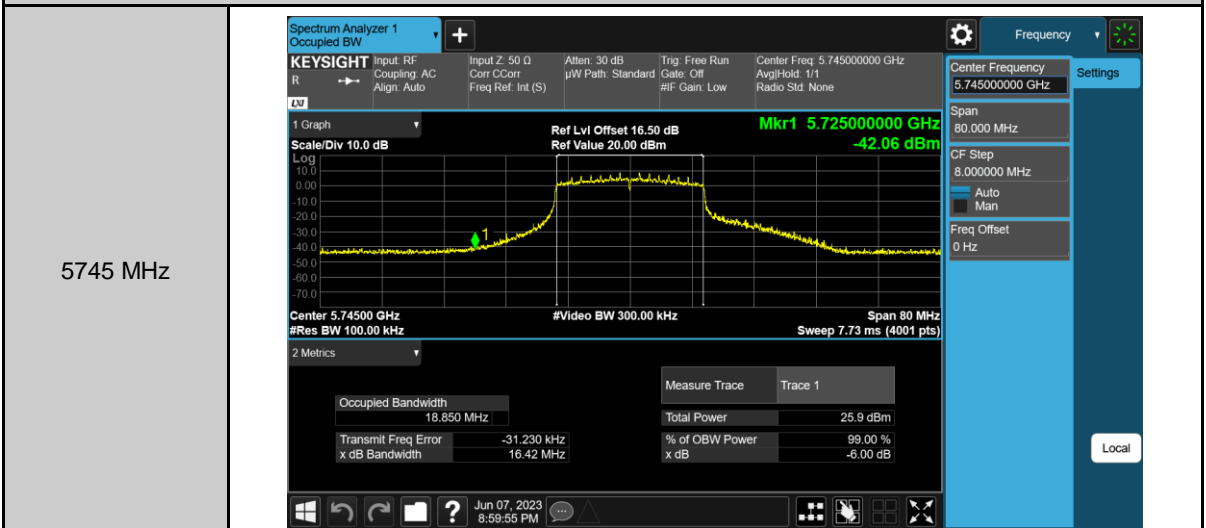 5745 MHz
Spectrum Analyzer 1
Occupied BW
+
Frequency
KEYSIGHT
Input: RF
Input Z: 50 Ω
Atten: 30 dB
Trig: Free Run
Center Freq: 5.745000000 GHz
R
Coupling: AC
Corr CCorr
µW Path: Standard
Gate: Off
Avg|Hold: 1/1
Align: Auto
Freq Ref: Int (S)
#IF Gain: Low
Radio Std: None
LXI
Center Frequency
5.745000000 GHz
Settings
Span
80.000 MHz
CF Step
8.000000 MHz
Auto
Man
Freq Offset
0 Hz
1 Graph
Ref Lvl Offset 16.50 dB
Mkr1 5.725000000 GHz
Scale/Div 10.0 dB
Ref Value 20.00 dBm
-42.06 dBm
Log
10.0
0.00
-10.0
-20.0
-30.0
-40.0
-50.0
-60.0
-70.0
1
Center 5.74500 GHz
#Video BW 300.00 kHz
Span 80 MHz
#Res BW 100.00 kHz
Sweep 7.73 ms (4001 pts)
2 Metrics
Measure Trace
Trace 1
Occupied Bandwidth
18.850 MHz
Total Power
25.9 dBm
Transmit Freq Error
-31.230 kHz
% of OBW Power
99.00 %
x dB Bandwidth
16.42 MHz
x dB
-6.00 dB
Local
?
Jun 07, 2023
8:59:55 PM